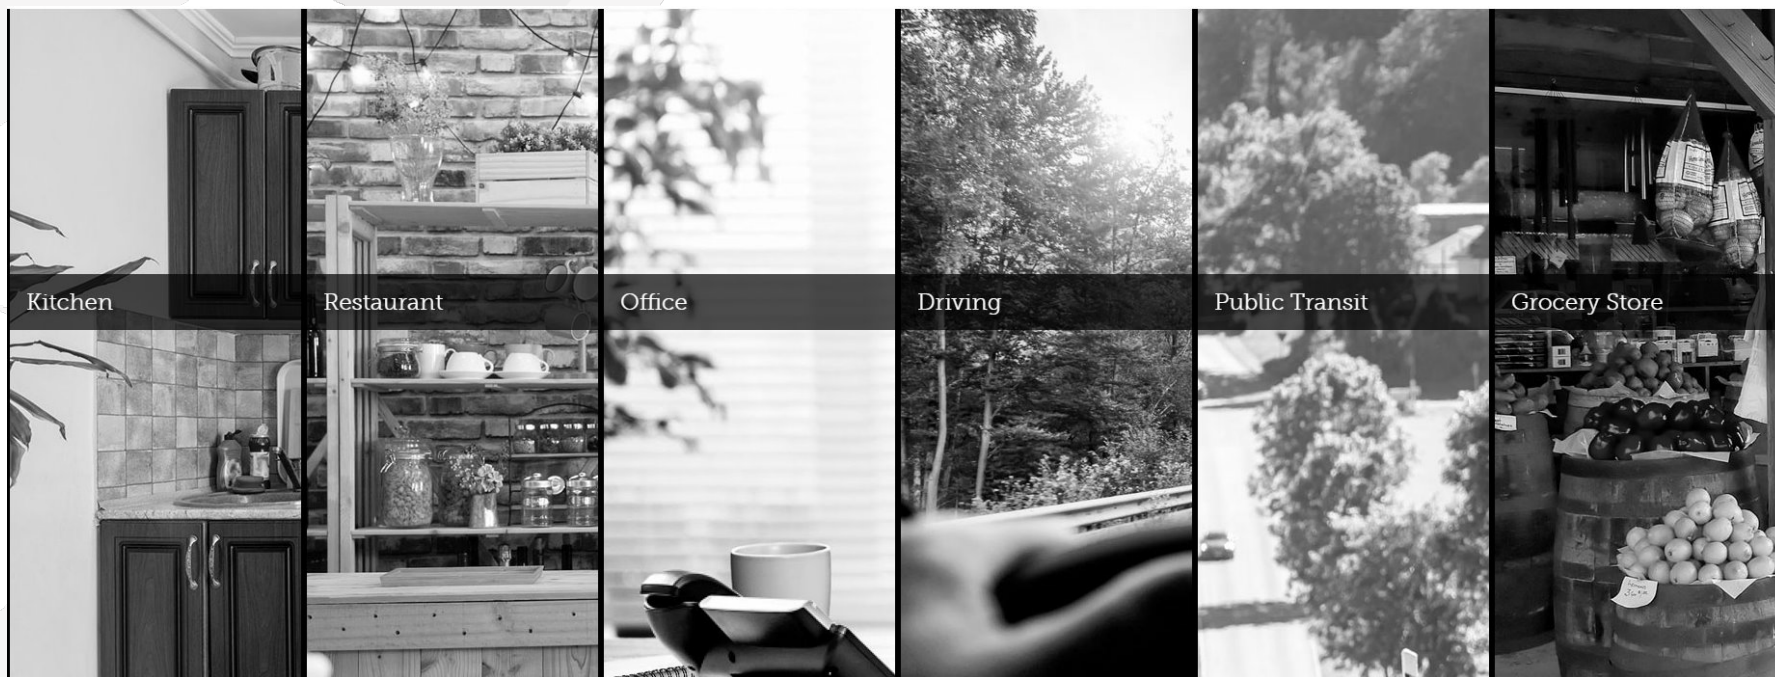 Kitchen
Restaurant
Office
Driving
Public Transit
Grocery Store